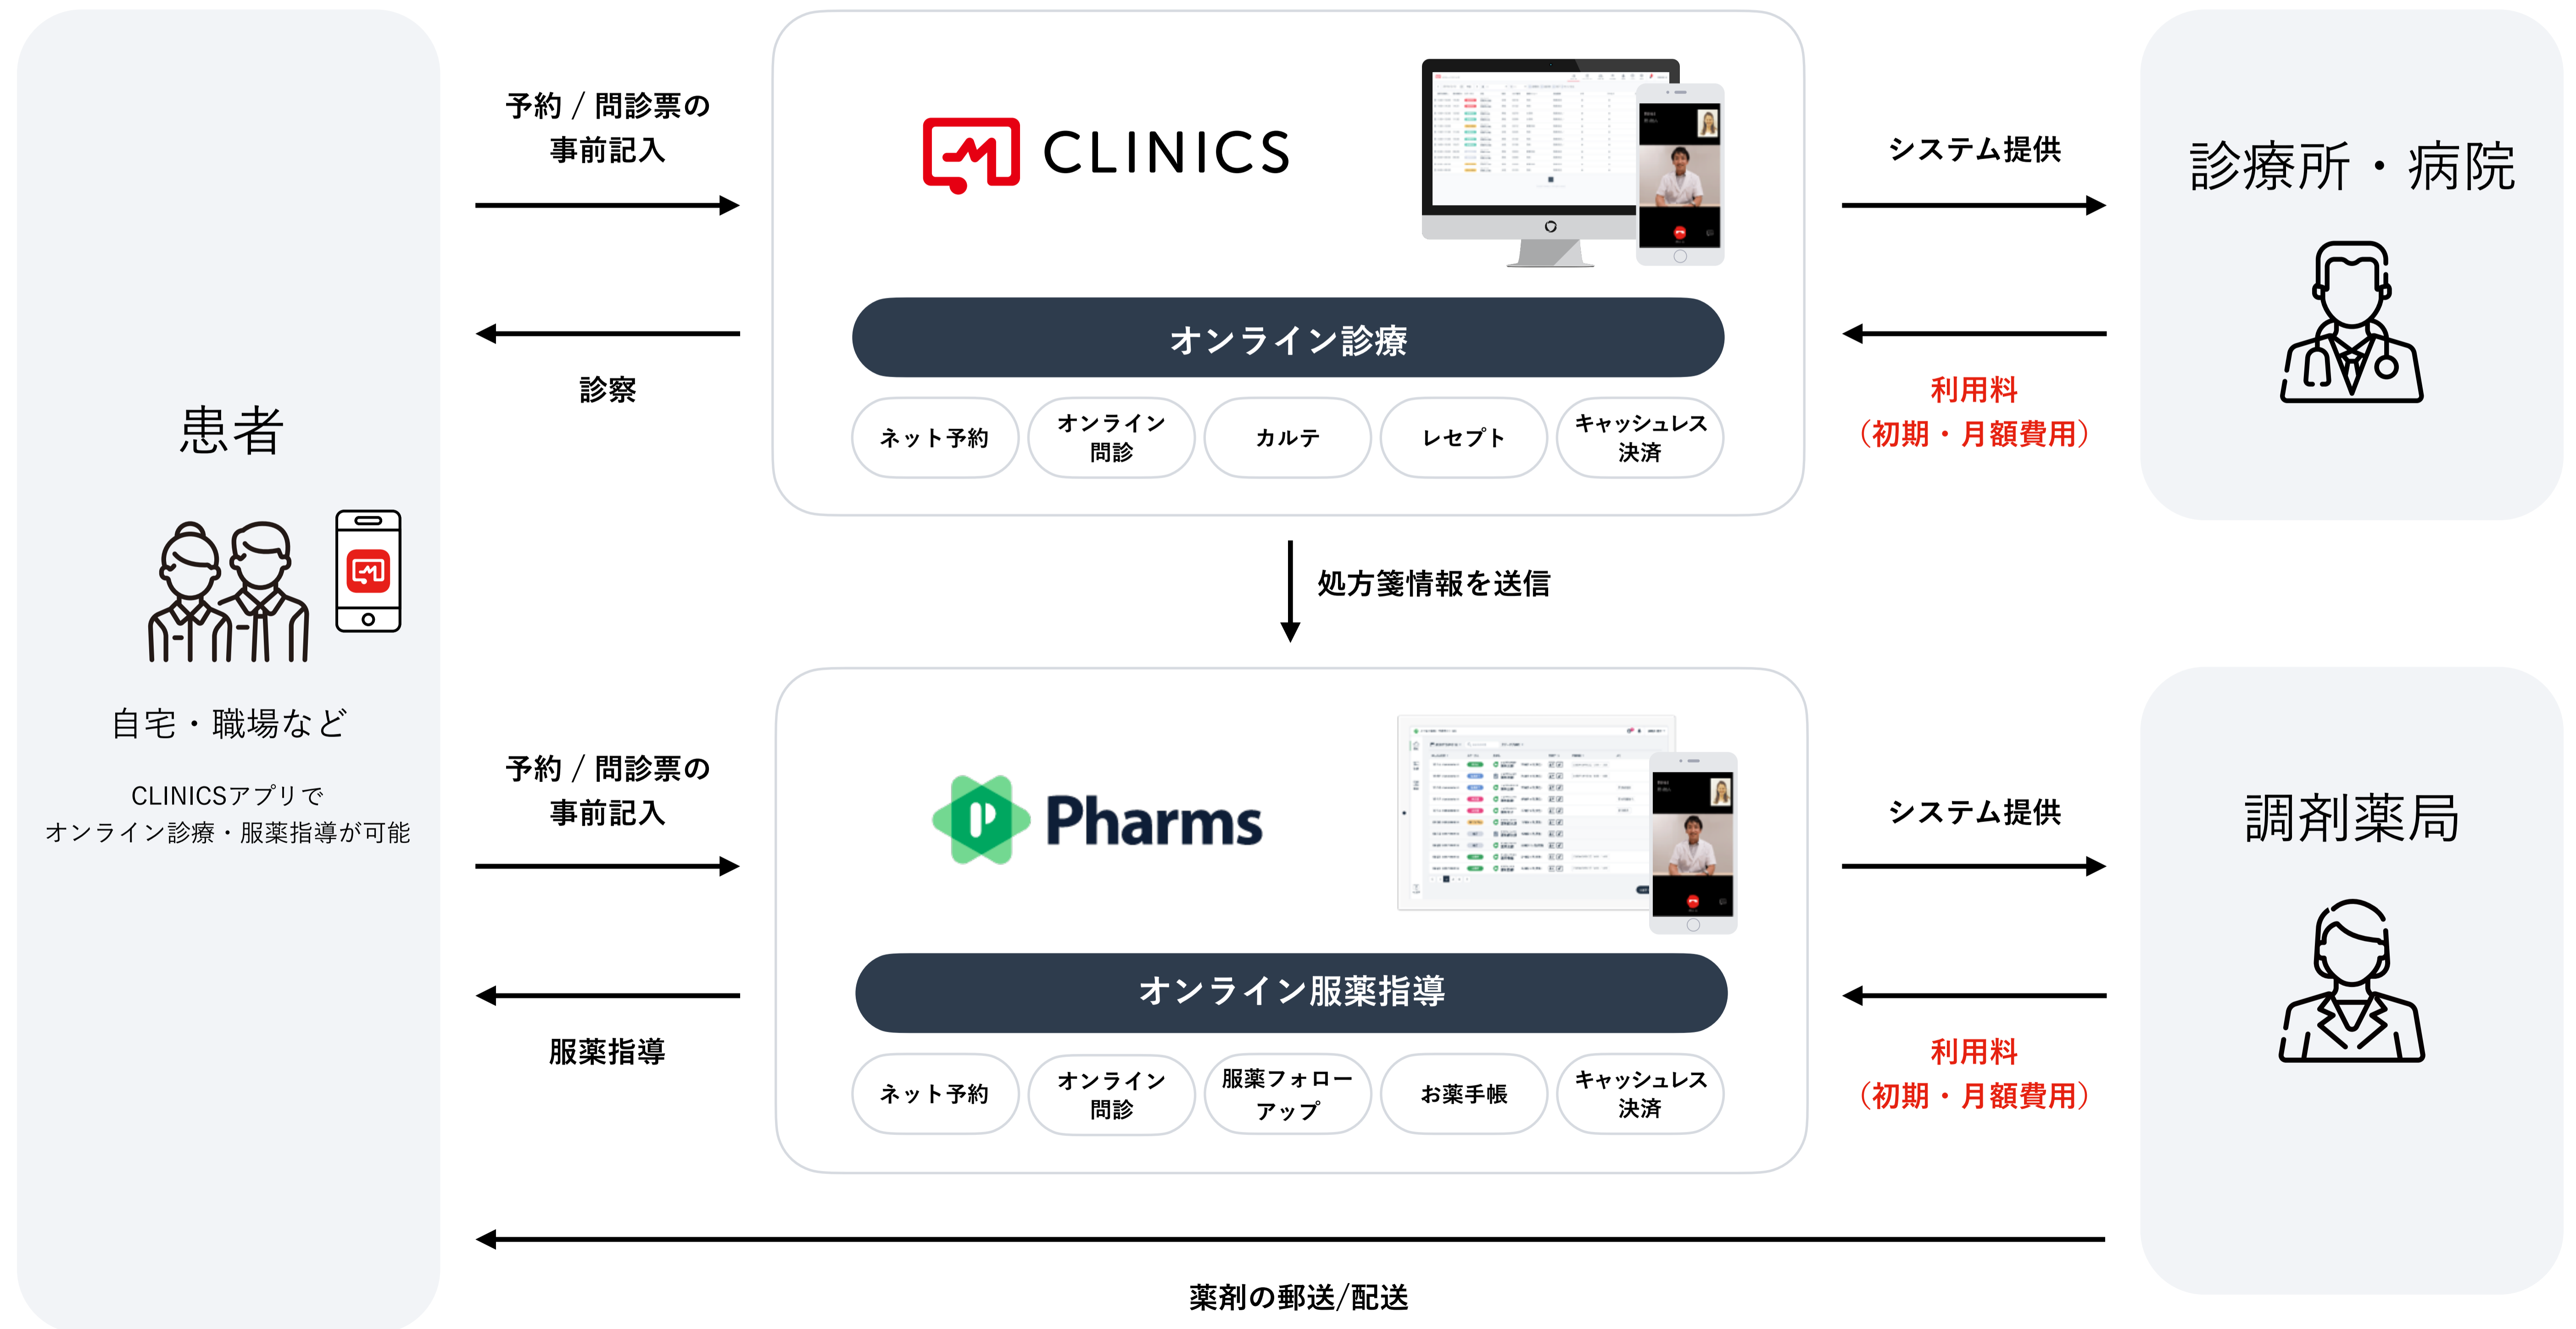 患者
自宅・職場など
CLINICSアプリで
オンライン診療・服薬指導が可能
予約 / 問診票の
事前記入
診察
CLINICS
オンライン診療
ネット予約
オンライン
問診
カルテ
レセプト
キャッシュレス
決済
システム提供
利用料
（初期・月額費用）
診療所・病院
処方箋情報を送信
予約 / 問診票の
事前記入
服薬指導
Pharms
オンライン服薬指導
ネット予約
オンライン
問診
服薬フォロー
アップ
お薬手帳
キャッシュレス
決済
システム提供
利用料
（初期・月額費用）
調剤薬局
薬剤の郵送/配送